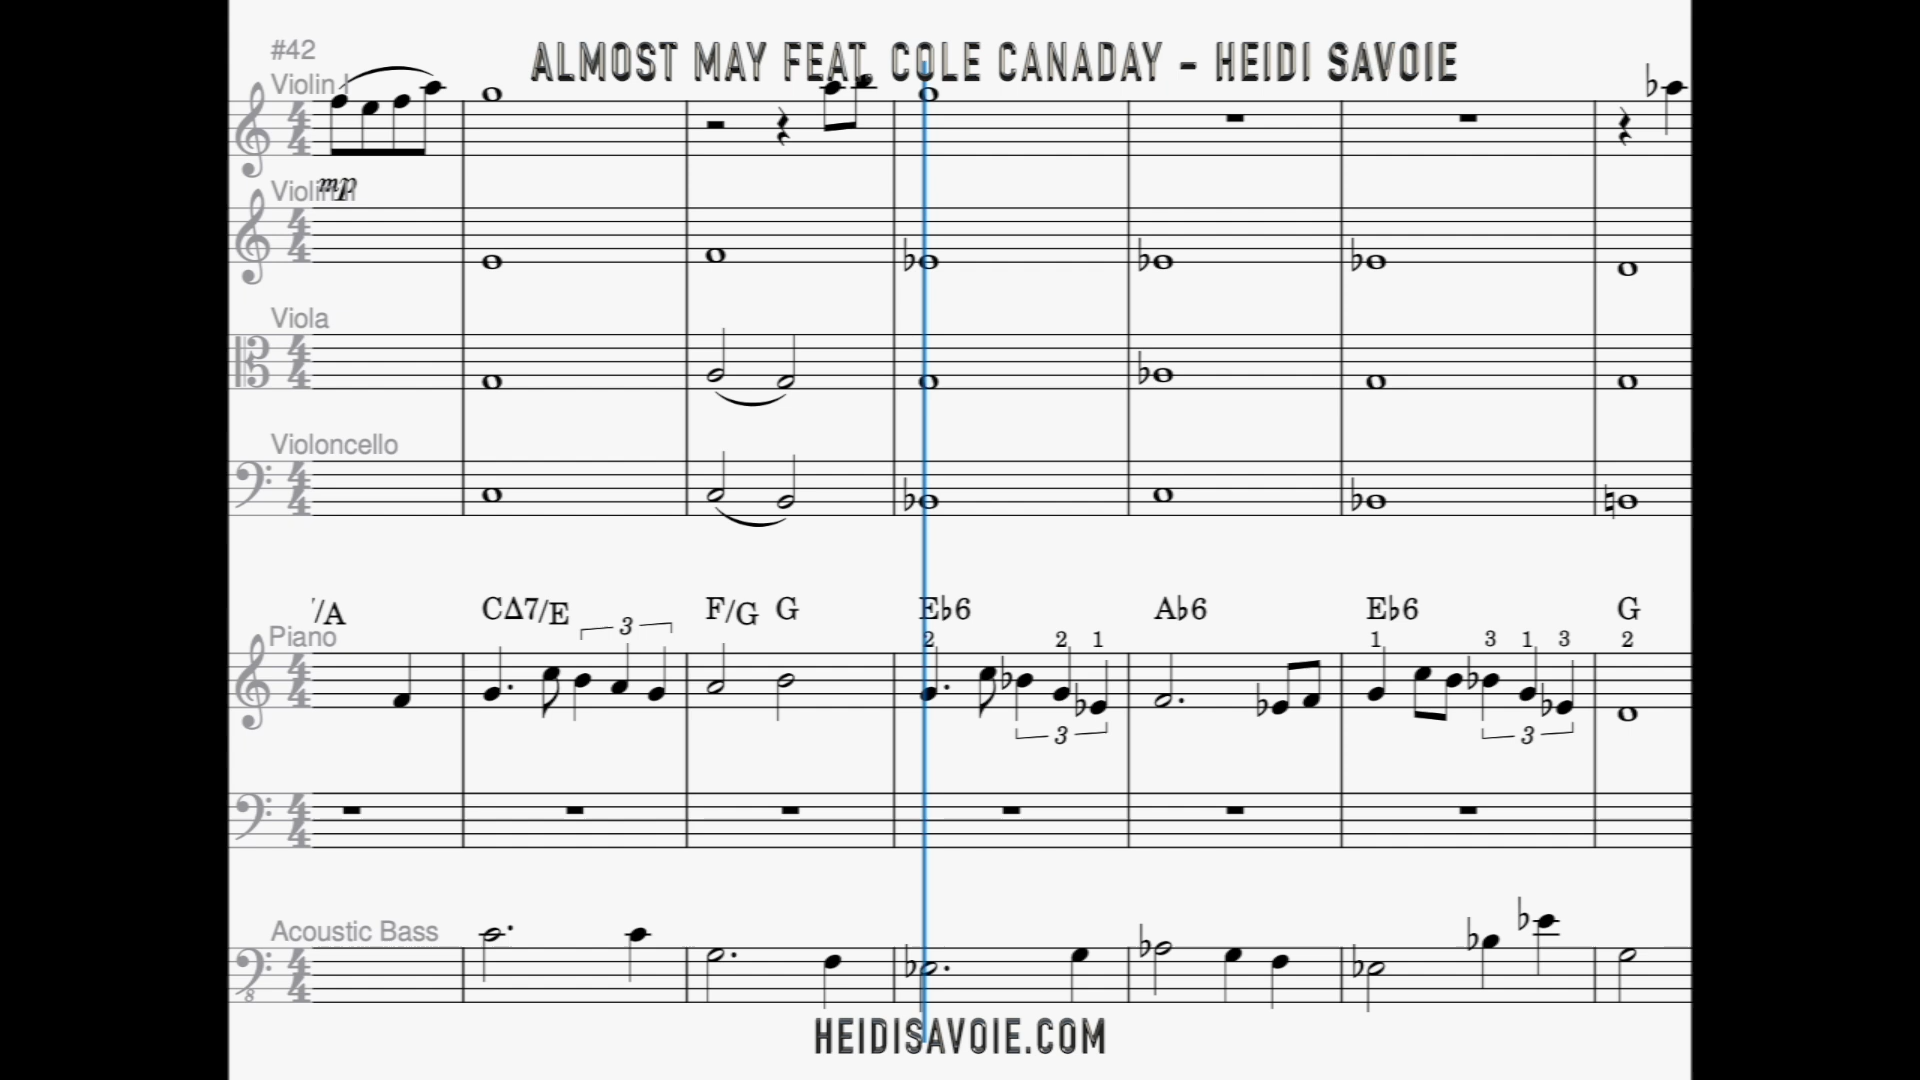 #42
ALMOST MAY FEAT. COLE CANADAY - HEIDI SAVOIE
Violin I
mp
Violin II
Viola
Violoncello
/A CΔ7/E F/G G E♭6 A♭6 E♭6 G
Piano
3
2 2 1 1 3 1 3 2
3 3
Acoustic Bass
8
HEIDISAVOIE.COM